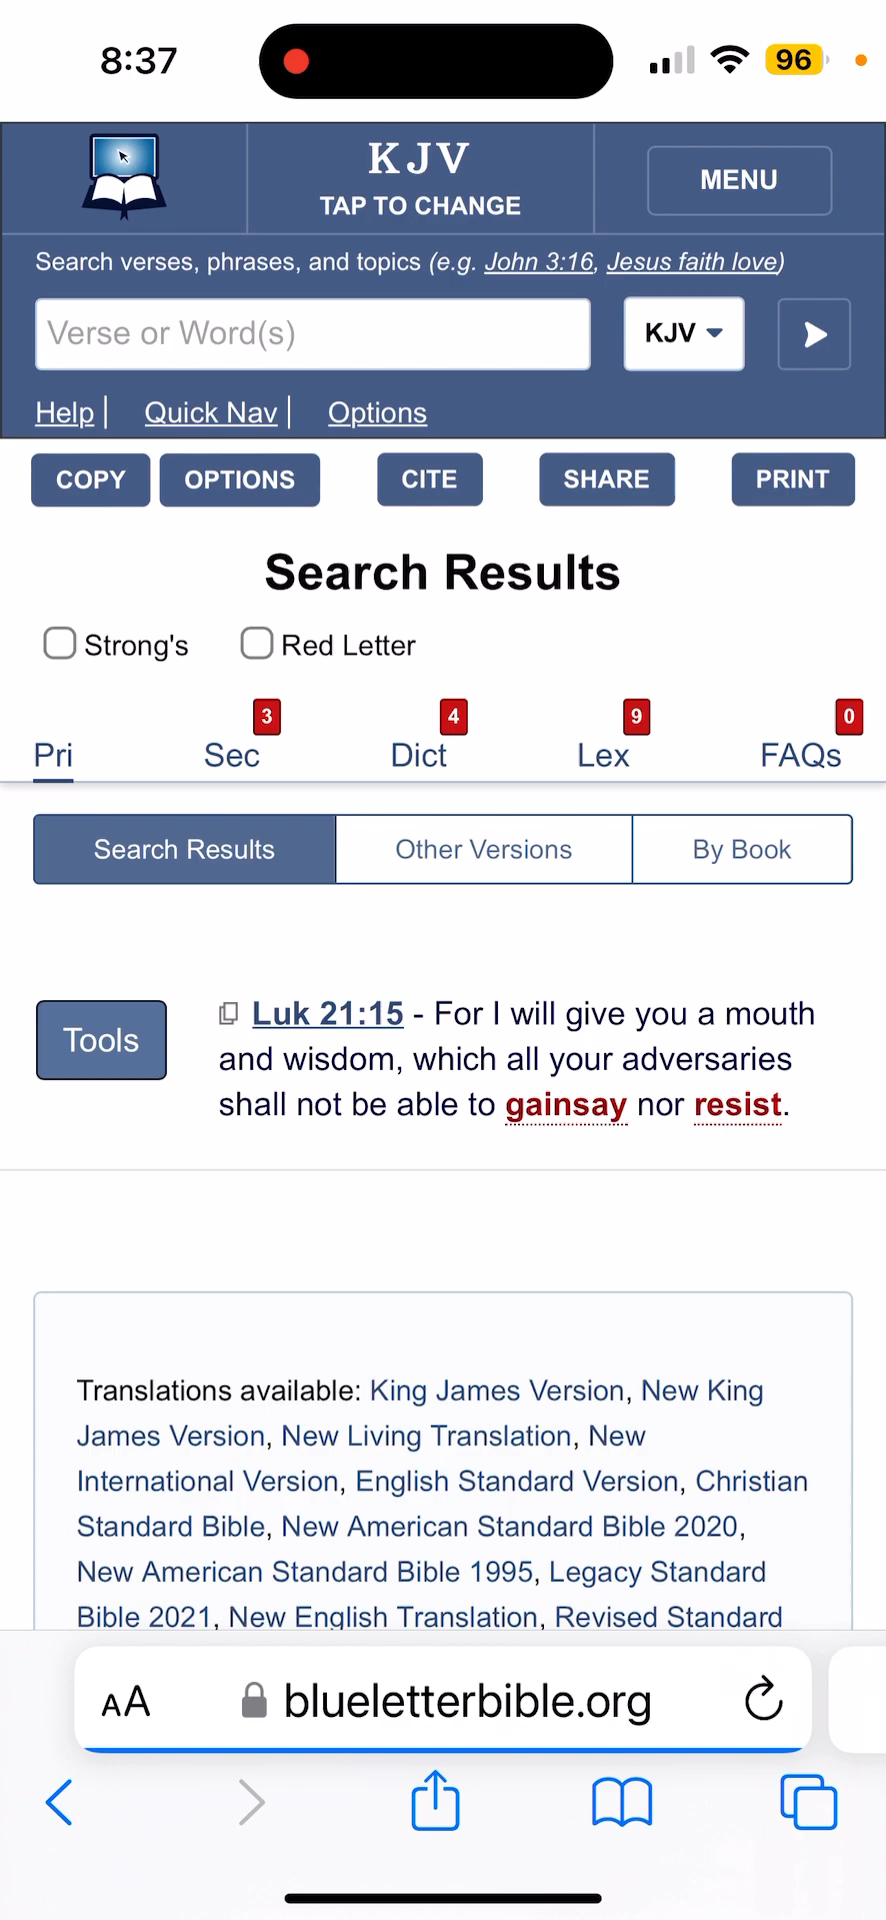 8:37
96
KJV
TAP TO CHANGE
MENU
Search verses, phrases, and topics (e.g. John 3:16, Jesus faith love)
Verse or Word(s)
KJV
Help | Quick Nav | Options
COPY OPTIONS CITE SHARE PRINT
Search Results
Strong's Red Letter
3 4 9 0
Pri Sec Dict Lex FAQs
Search Results Other Versions By Book
Tools
Luk 21:15 - For I will give you a mouth
and wisdom, which all your adversaries
shall not be able to gainsay nor resist.
Translations available: King James Version, New King
James Version, New Living Translation, New
International Version, English Standard Version, Christian
Standard Bible, New American Standard Bible 2020,
New American Standard Bible 1995, Legacy Standard
Bible 2021, New English Translation, Revised Standard
AA blueletterbible.org